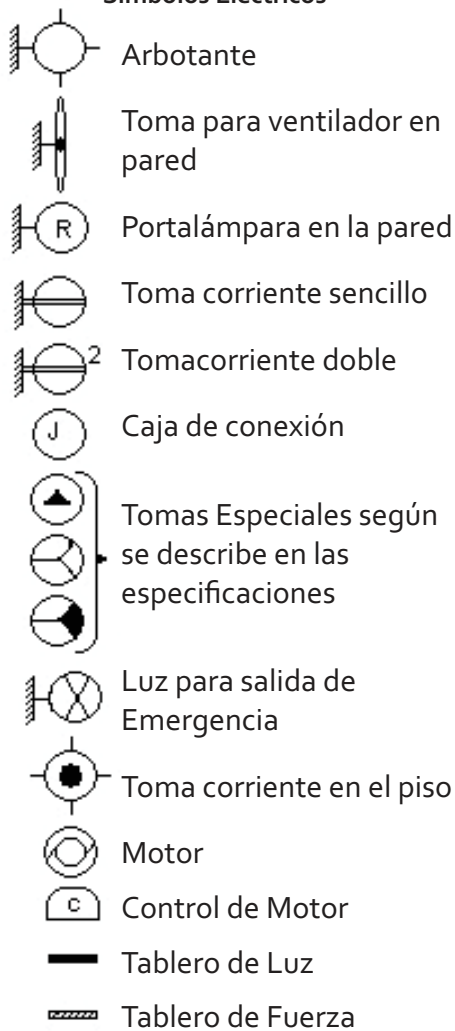 Símbolos Eléctricos
Arbotante
Toma para ventilador en
pared
R
Portalámpara en la pared
Toma corriente sencillo
2
Tomacorriente doble
J
Caja de conexión
Tomas Especiales según
se describe en las
especificaciones
Luz para salida de
Emergencia
Toma corriente en el piso
Motor
C
Control de Motor
Tablero de Luz
Tablero de Fuerza